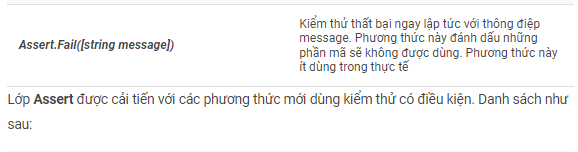 Assert.Fail([string message])
Kiểm thử thất bại ngay lập tức với thông điệp
message. Phương thức này đánh dấu những
phần mã sẽ không được dùng. Phương thức này
ít dùng trong thực tế
Lớp Assert được cải tiến với các phương thức mới dùng kiểm thử có điều kiện. Danh sách như
sau: